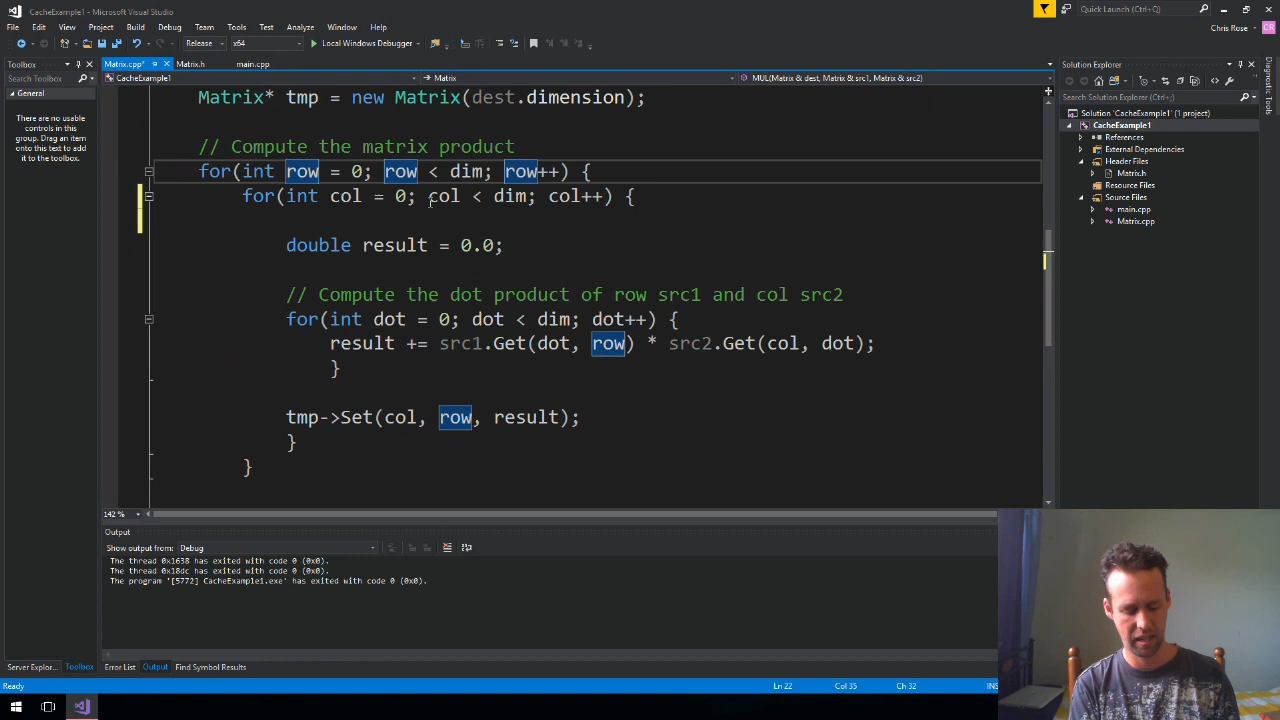 CacheExample1 - Microsoft Visual Studio
Quick Launch (Ctrl+Q)
File Edit View Project Build Debug Team Tools Test Analyze Window Help
Chris Rose CR
Release x64 Local Windows Debugger
Toolbox
Search Toolbox
General
There are no usable
controls in this
group. Drag an item
onto this text to add
it to the toolbox.
Matrix.cpp* Matrix.h main.cpp
CacheExample1 Matrix MUL(Matrix & dest, Matrix & src1, Matrix & src2)
Matrix* tmp = new Matrix(dest.dimension);
// Compute the matrix product
for(int row = 0; row < dim; row++) {
for(int col = 0; col < dim; col++) {
double result = 0.0;
// Compute the dot product of row src1 and col src2
for(int dot = 0; dot < dim; dot++) {
result += src1.Get(dot, row) * src2.Get(col, dot);
}
tmp->Set(col, row, result);
}
}
142 %
Output
Show output from: Debug
The thread 0x1638 has exited with code 0 (0x0).
The thread 0x18dc has exited with code 0 (0x0).
The program '[5772] CacheExample1.exe' has exited with code 0 (0x0).
Solution Explorer
Search Solution Explorer (Ctrl+;)
Solution 'CacheExample1' (1 project)
CacheExample1
References
External Dependencies
Header Files
Matrix.h
Resource Files
Source Files
main.cpp
Matrix.cpp
Diagnostic Tools
Server Explor... Toolbox Error List Output Find Symbol Results
Ready Ln 22 Col 35 Ch 32 INS